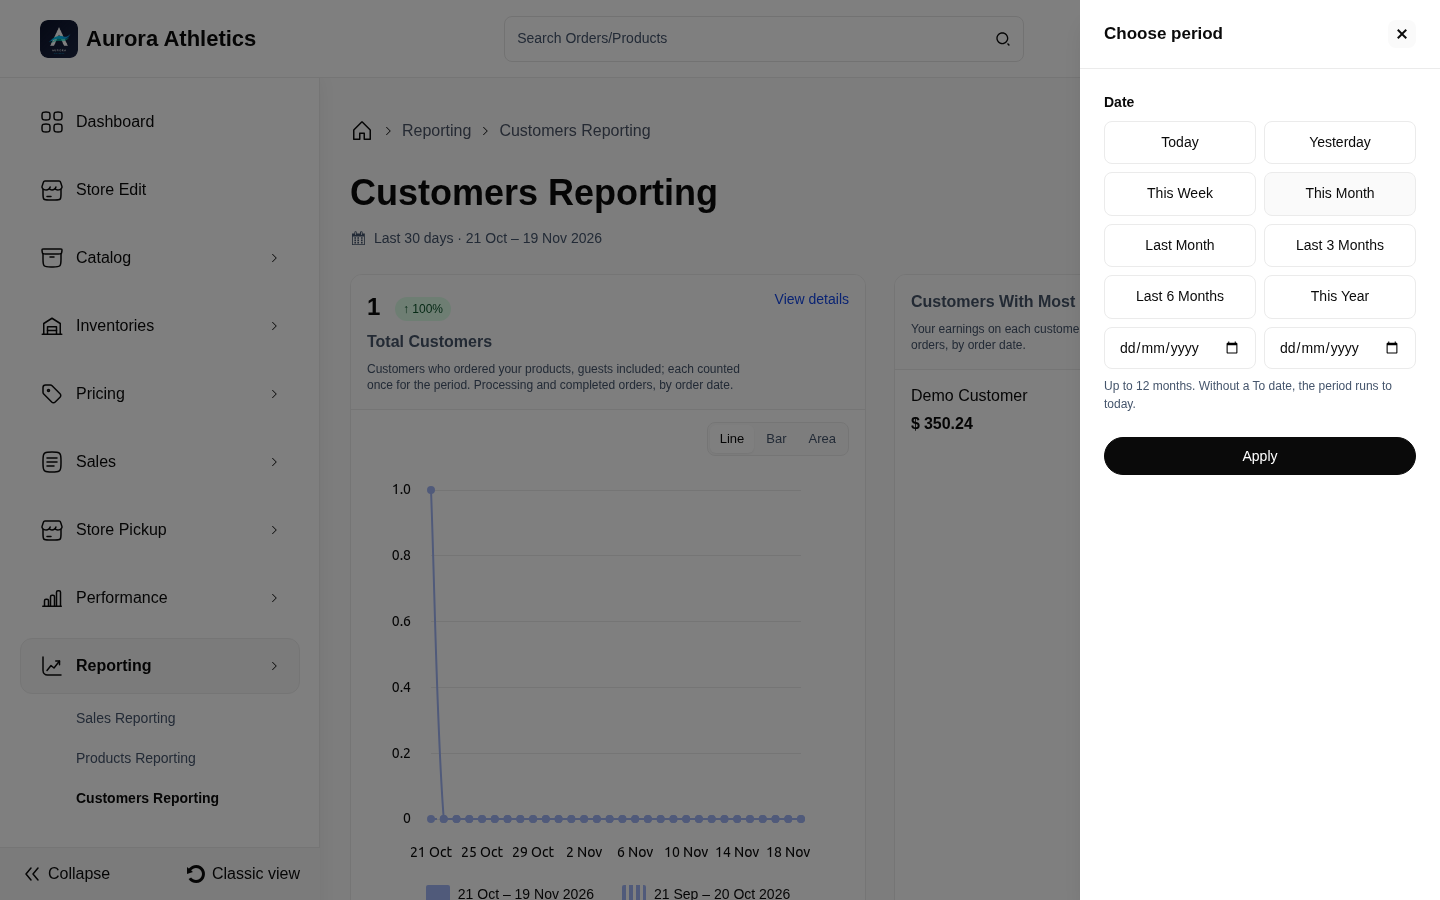 Aurora Athletics
Search Orders/Products
Dashboard
Store Edit
Catalog
Inventories
Pricing
Sales
Store Pickup
Performance
Reporting
Sales Reporting
Products Reporting
Customers Reporting
Collapse
Classic view
Reporting
Customers Reporting
Customers Reporting
Last 30 days · 21 Oct – 19 Nov 2026
1
↑ 100%
View details
Total Customers
Customers who ordered your products, guests included; each counted
once for the period. Processing and completed orders, by order date.
Line
Bar
Area
1.0
0.8
0.6
0.4
0.2
0
21 Oct 25 Oct 29 Oct 2 Nov 6 Nov 10 Nov 14 Nov 18 Nov
21 Oct – 19 Nov 2026
21 Sep – 20 Oct 2026
Customers With Most
Your earnings on each custome
orders, by order date.
Demo Customer
$ 350.24
Choose period
Date
Today
Yesterday
This Week
This Month
Last Month
Last 3 Months
Last 6 Months
This Year
dd/mm/yyyy
dd/mm/yyyy
Up to 12 months. Without a To date, the period runs to
today.
Apply